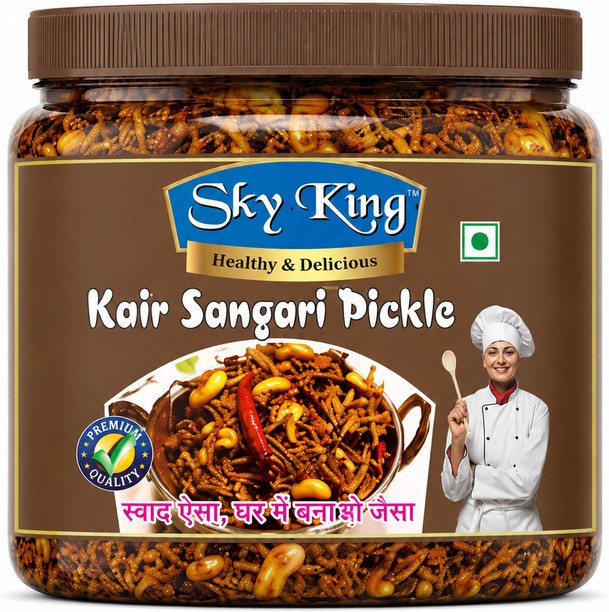 Sky King™
Healthy & Delicious
Kair Sangari Pickle
PREMIUM
QUALITY
स्वाद ऐसा, घर में बना हो जैसा